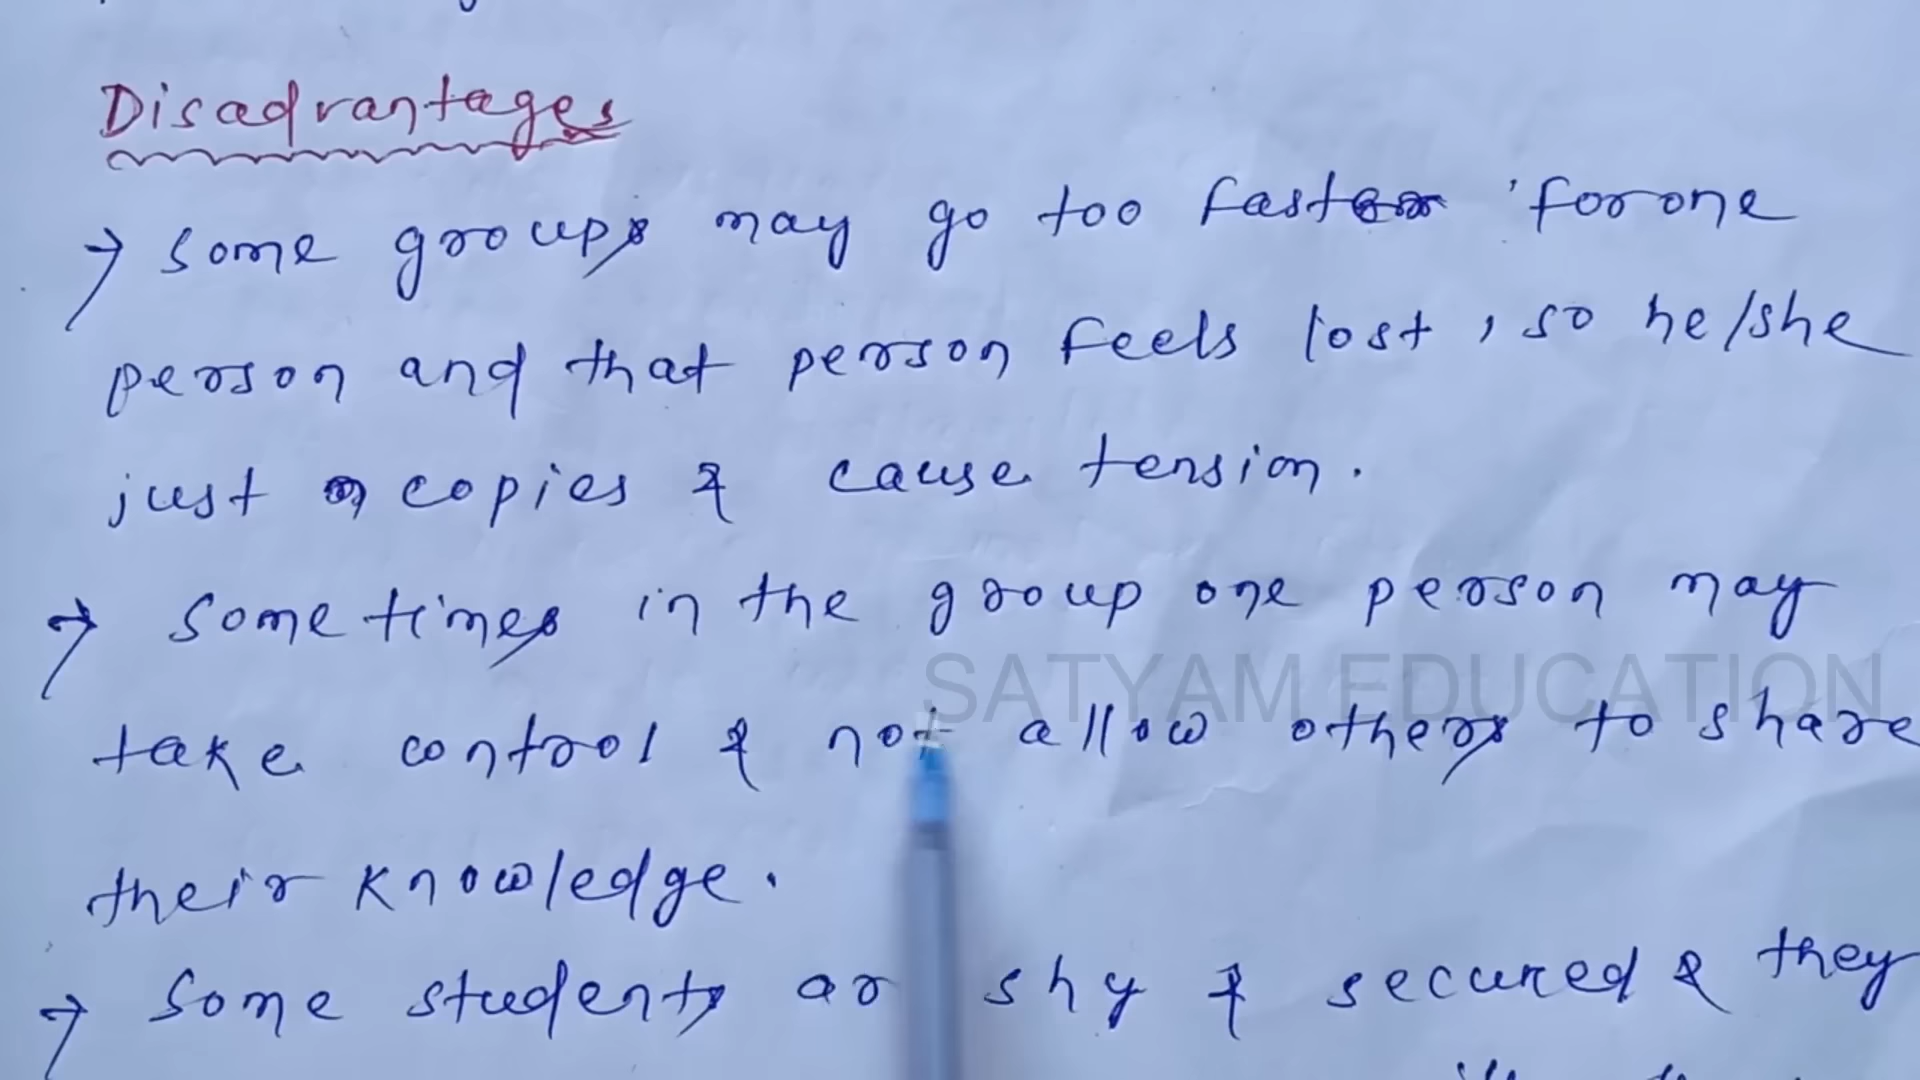 Disadvantages
→ some groups may go too fast for one
person and that person feels lost, so he/she
just copies & cause tension.
→ Sometimes in the group one person may
SATYAM EDUCATION
take control & not allow others to share
their knowledge.
→ Some students ar shy & secured & they